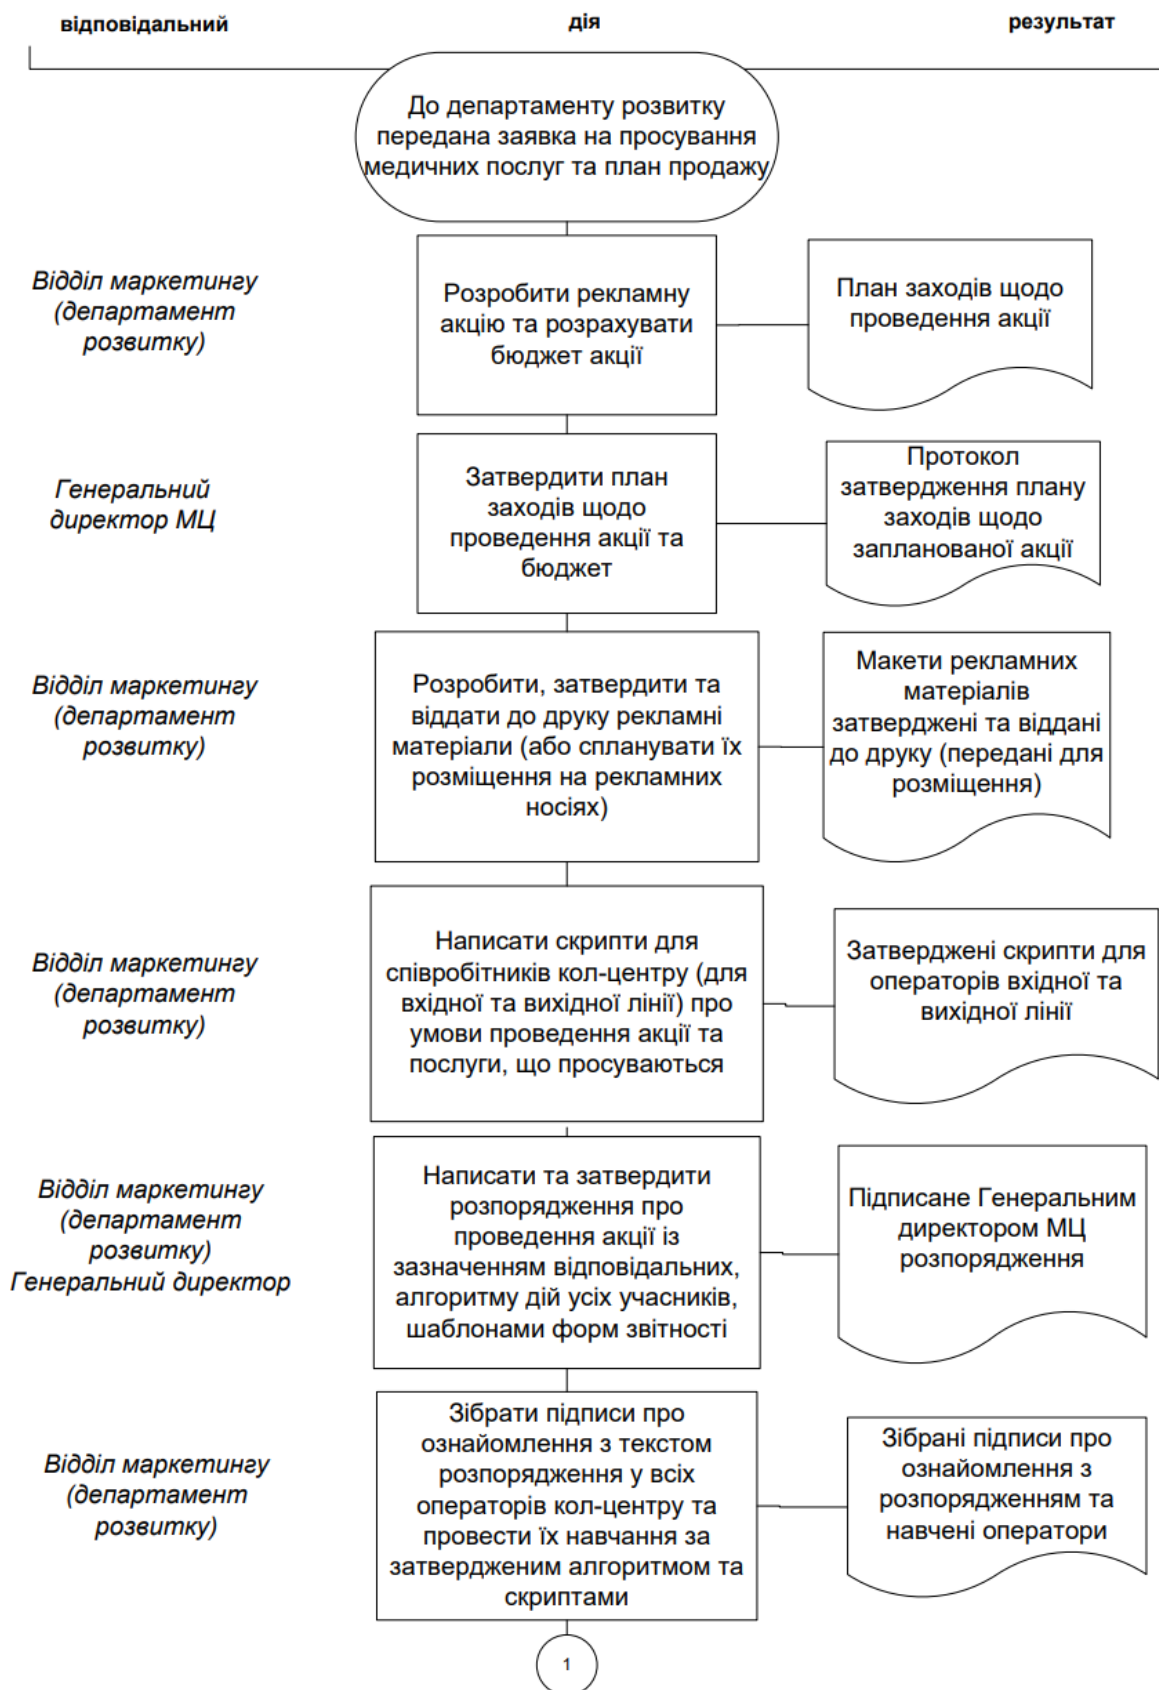 відповідальний
дія
результат
До департаменту розвитку
передана заявка на просування
медичних послуг та план продажу
Відділ маркетингу
(департамент
розвитку)
Розробити рекламну
акцію та розрахувати
бюджет акції
План заходів щодо
проведення акції
Генеральний
директор МЦ
Затвердити план
заходів щодо
проведення акції та
бюджет
Протокол
затвердження плану
заходів щодо
запланованої акції
Відділ маркетингу
(департамент
розвитку)
Розробити, затвердити та
віддати до друку рекламні
матеріали (або спланувати їх
розміщення на рекламних
носіях)
Макети рекламних
матеріалів
затверджені та віддані
до друку (передані для
розміщення)
Відділ маркетингу
(департамент
розвитку)
Написати скрипти для
співробітників кол-центру (для
вхідної та вихідної лінії) про
умови проведення акції та
послуги, що просуваються
Затверджені скрипти для
операторів вхідної та
вихідної лінії
Відділ маркетингу
(департамент
розвитку)
Генеральний директор
Написати та затвердити
розпорядження про
проведення акції із
зазначенням відповідальних,
алгоритму дій усіх учасників,
шаблонами форм звітності
Підписане Генеральним
директором МЦ
розпорядження
Відділ маркетингу
(департамент
розвитку)
Зібрати підписи про
ознайомлення з текстом
розпорядження у всіх
операторів кол-центру та
провести їх навчання за
затвердженим алгоритмом та
скриптами
Зібрані підписи про
ознайомлення з
розпорядженням та
навчені оператори
1